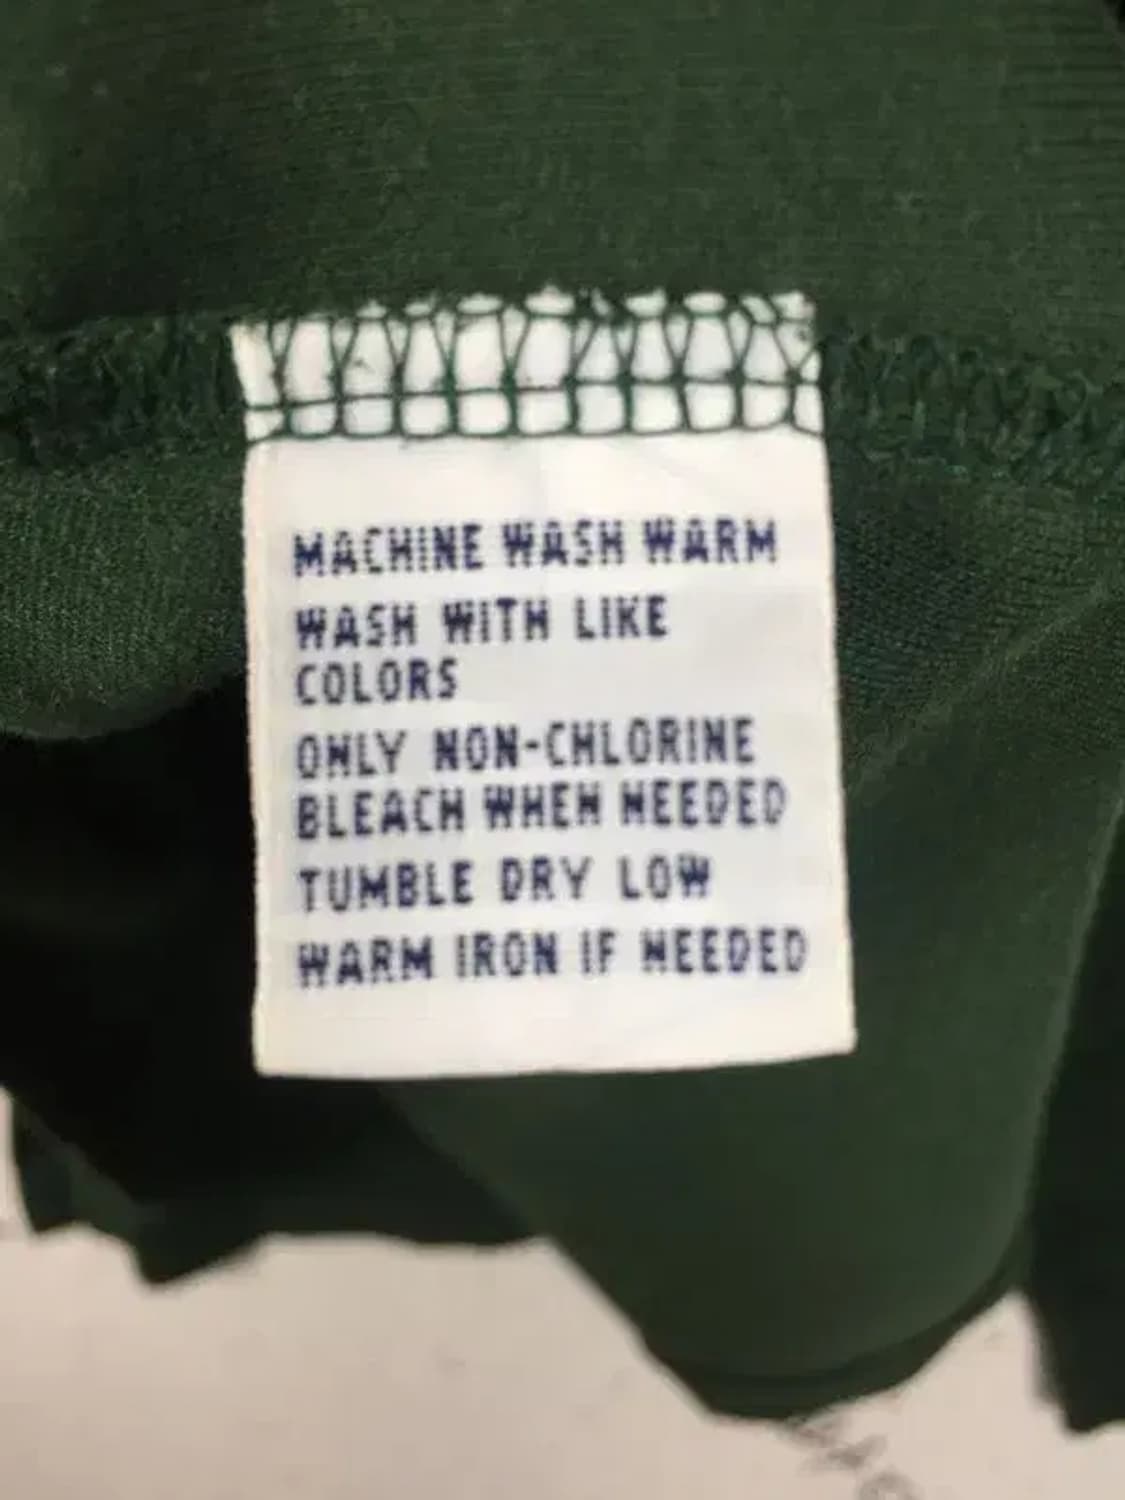 MACHINE WASH WARM
WASH WITH LIKE
COLORS
ONLY NON-CHLORINE
BLEACH WHEN NEEDED
TUMBLE DRY LOW
WARM IRON IF NEEDED